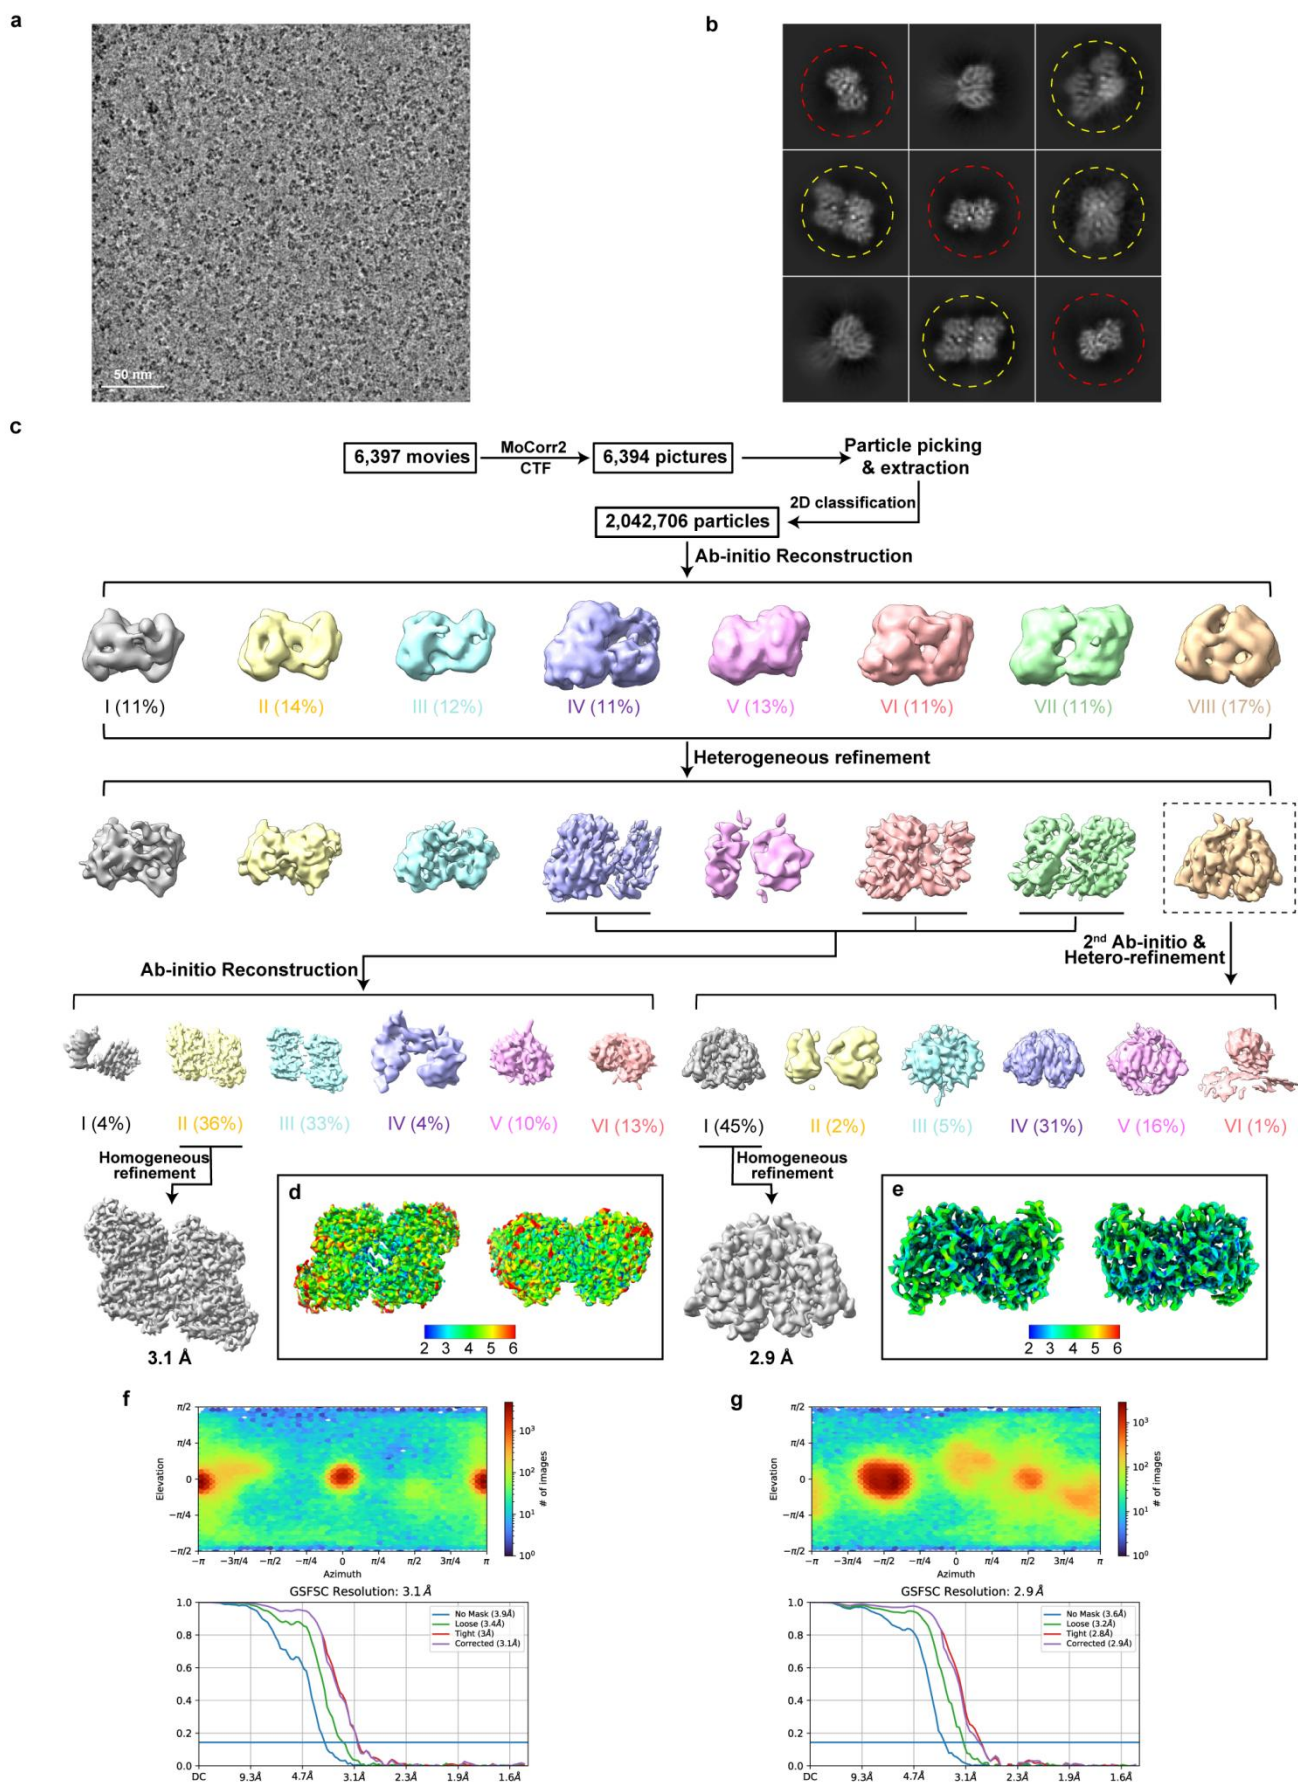 a
b
50 nm
c
6,397 movies
MoCorr2
CTF
6,394 pictures
Particle picking
& extraction
2D classification
2,042,706 particles
Ab-initio Reconstruction
I (11%) II (14%) III (12%) IV (11%) V (13%) VI (11%) VII (11%) VIII (17%)
Heterogeneous refinement
Ab-initio Reconstruction
2nd Ab-initio &
Hetero-refinement
I (4%) II (36%) III (33%) IV (4%) V (10%) VI (13%) I (45%) II (2%) III (5%) IV (31%) V (16%) VI (1%)
Homogeneous
refinement
Homogeneous
refinement
d
2 3 4 5 6
e
2 3 4 5 6
3.1 Å
2.9 Å
f
π/2
π/4
0
−π/4
−π/2
Elevation
−π −3π/4 −π/2 −π/4 0 π/4 π/2 3π/4 π
Azimuth
10³
10²
10¹
10⁰
# of images
GSFSC Resolution: 3.1 Å
1.0
0.8
0.6
0.4
0.2
0.0
No Mask (3.9Å)
Loose (3.4Å)
Tight (3Å)
Corrected (3.1Å)
DC 9.3Å 4.7Å 3.1Å 2.3Å 1.9Å 1.6Å
g
π/2
π/4
0
−π/4
−π/2
Elevation
−π −3π/4 −π/2 −π/4 0 π/4 π/2 3π/4 π
Azimuth
10³
10²
10¹
10⁰
# of images
GSFSC Resolution: 2.9 Å
1.0
0.8
0.6
0.4
0.2
0.0
No Mask (3.6Å)
Loose (3.2Å)
Tight (2.8Å)
Corrected (2.9Å)
DC 9.3Å 4.7Å 3.1Å 2.3Å 1.9Å 1.6Å